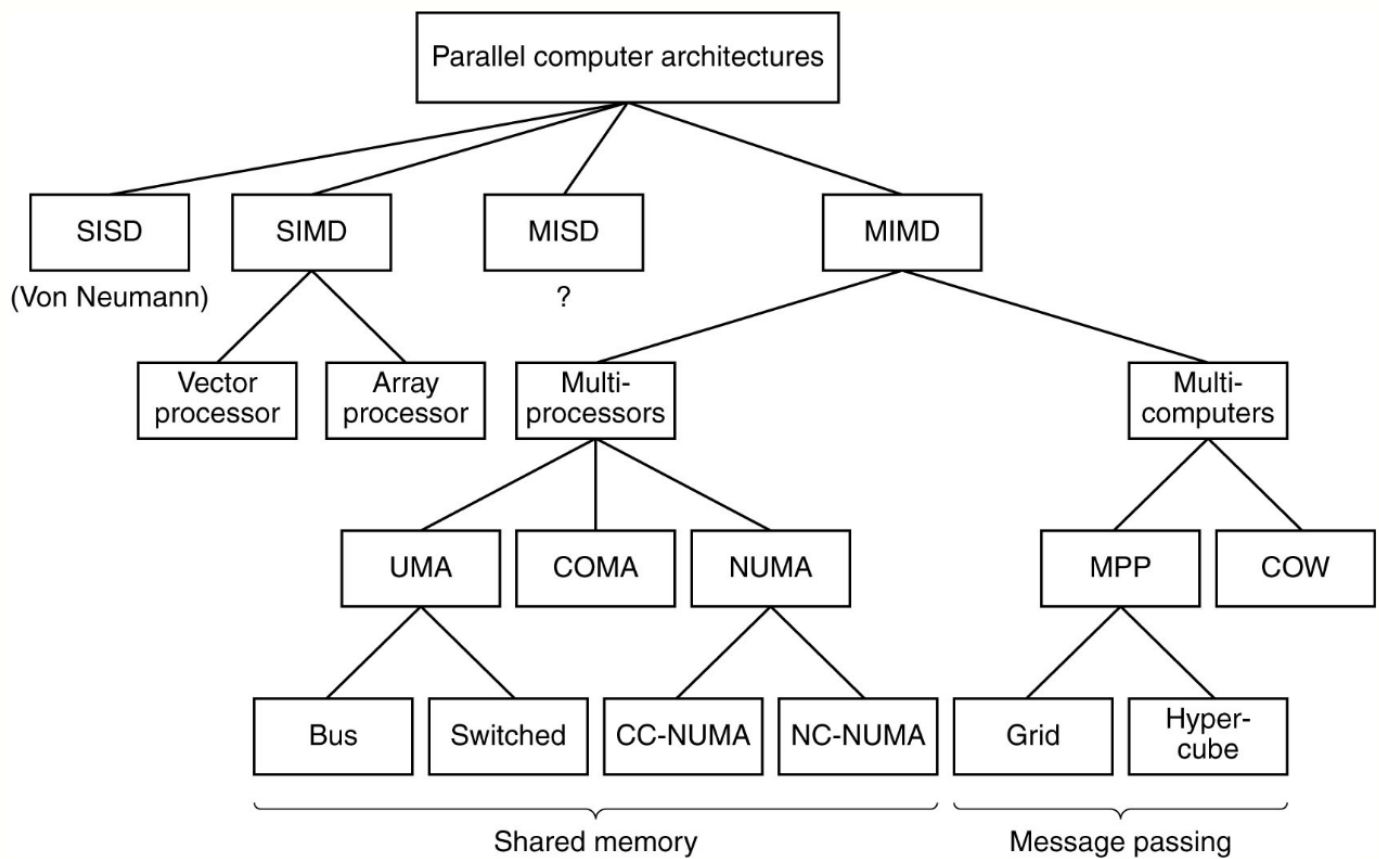 Parallel computer architectures
SISD
SIMD
MISD
MIMD
(Von Neumann)
?
Vector
processor
Array
processor
Multi-
processors
Multi-
computers
UMA
COMA
NUMA
MPP
COW
Bus
Switched
CC-NUMA
NC-NUMA
Grid
Hyper-
cube
Shared memory
Message passing